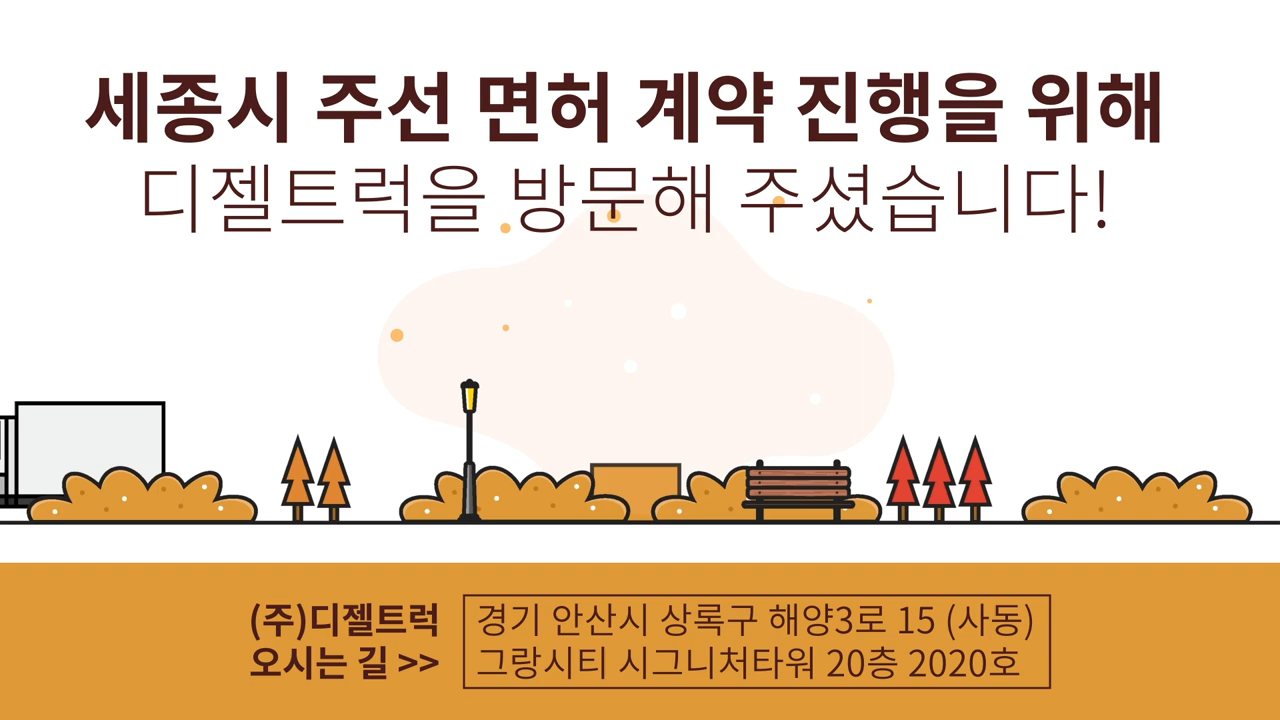 세종시 주선 면허 계약 진행을 위해
디젤트럭을 방문해 주셨습니다!
(주)디젤트럭
오시는 길 >>
경기 안산시 상록구 해양3로 15 (사동)
그랑시티 시그니처타워 20층 2020호